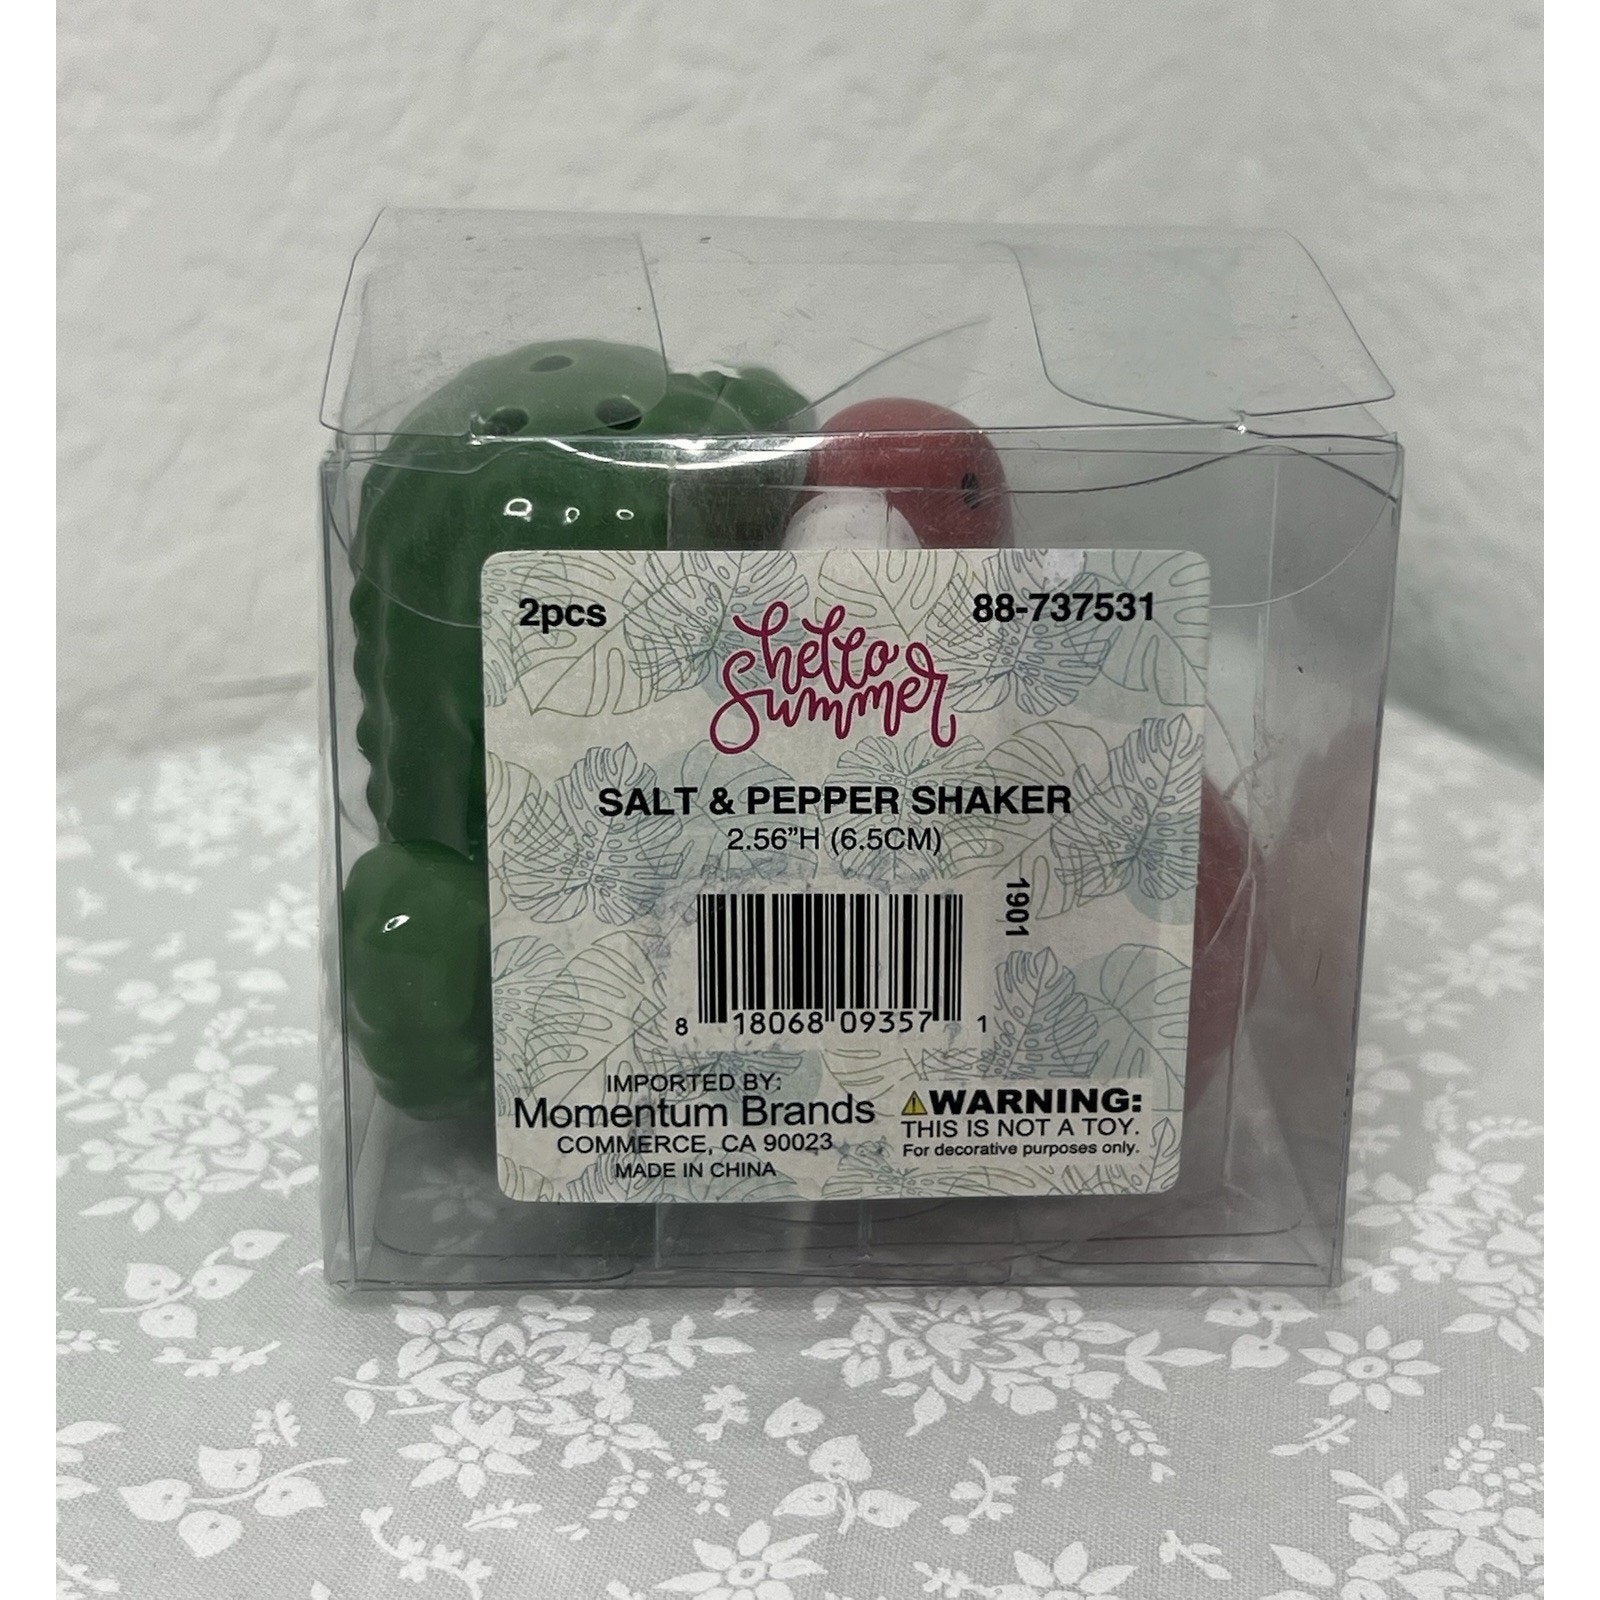 2pcs
88-737531
hello
summer
SALT & PEPPER SHAKER
2.56"H (6.5CM)
1901
8 18068 09357 1
IMPORTED BY:
Momentum Brands
COMMERCE, CA 90023
MADE IN CHINA
⚠WARNING:
THIS IS NOT A TOY.
For decorative purposes only.